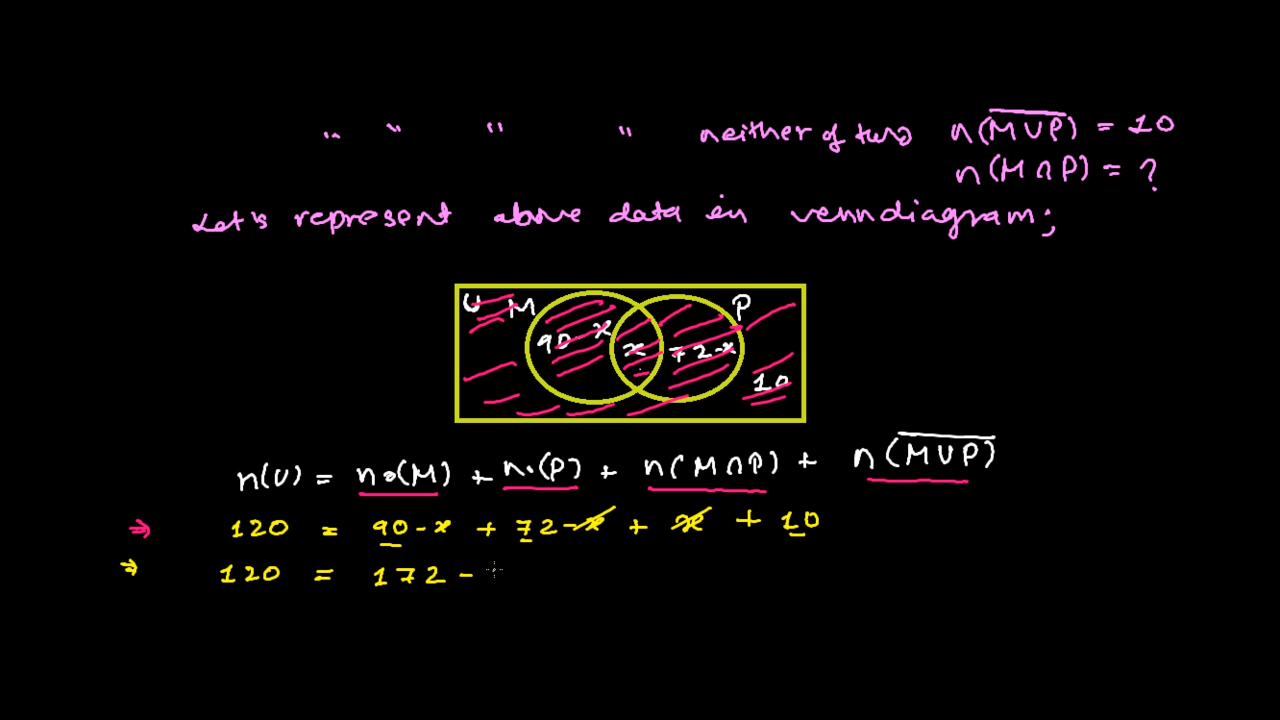 " " " " neither of two n(M̅U̅P̅) = 10
n(M∩P) = ?
Let's represent above data in venndiagram;
U M P
90-x x 72-x
10
n(U) = no(M) + no(P) + n(M∩P) + n(M̅U̅P̅)
⇒ 120 = 90-x + 72-x + x + 10
⇒ 120 = 172 -